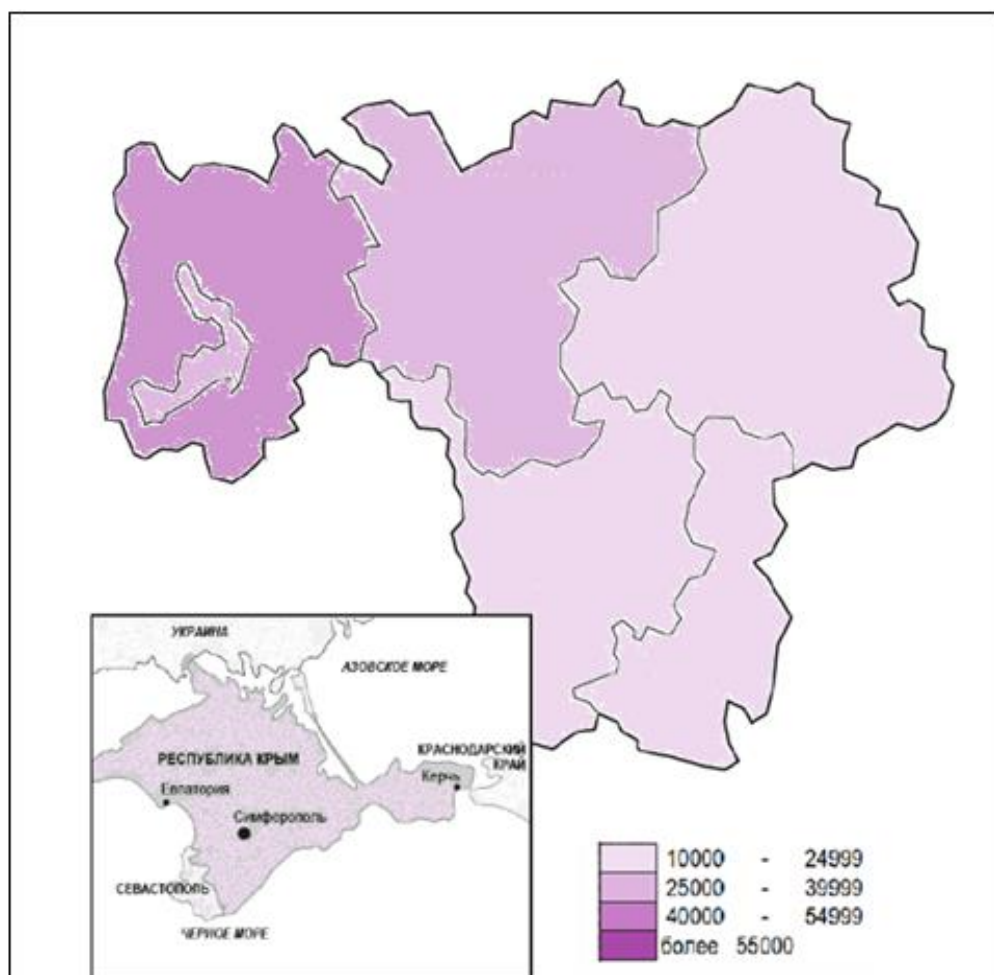 УКРАИНА
АЗОВСКОЕ МОРЕ
РЕСПУБЛИКА КРЫМ
КРАСНОДАРСКИЙ
КРАЙ
Керчь
Евпатория
Симферополь
СЕВАСТОПОЛЬ
ЧЕРНОЕ МОРЕ
10000 - 24999
25000 - 39999
40000 - 54999
более 55000